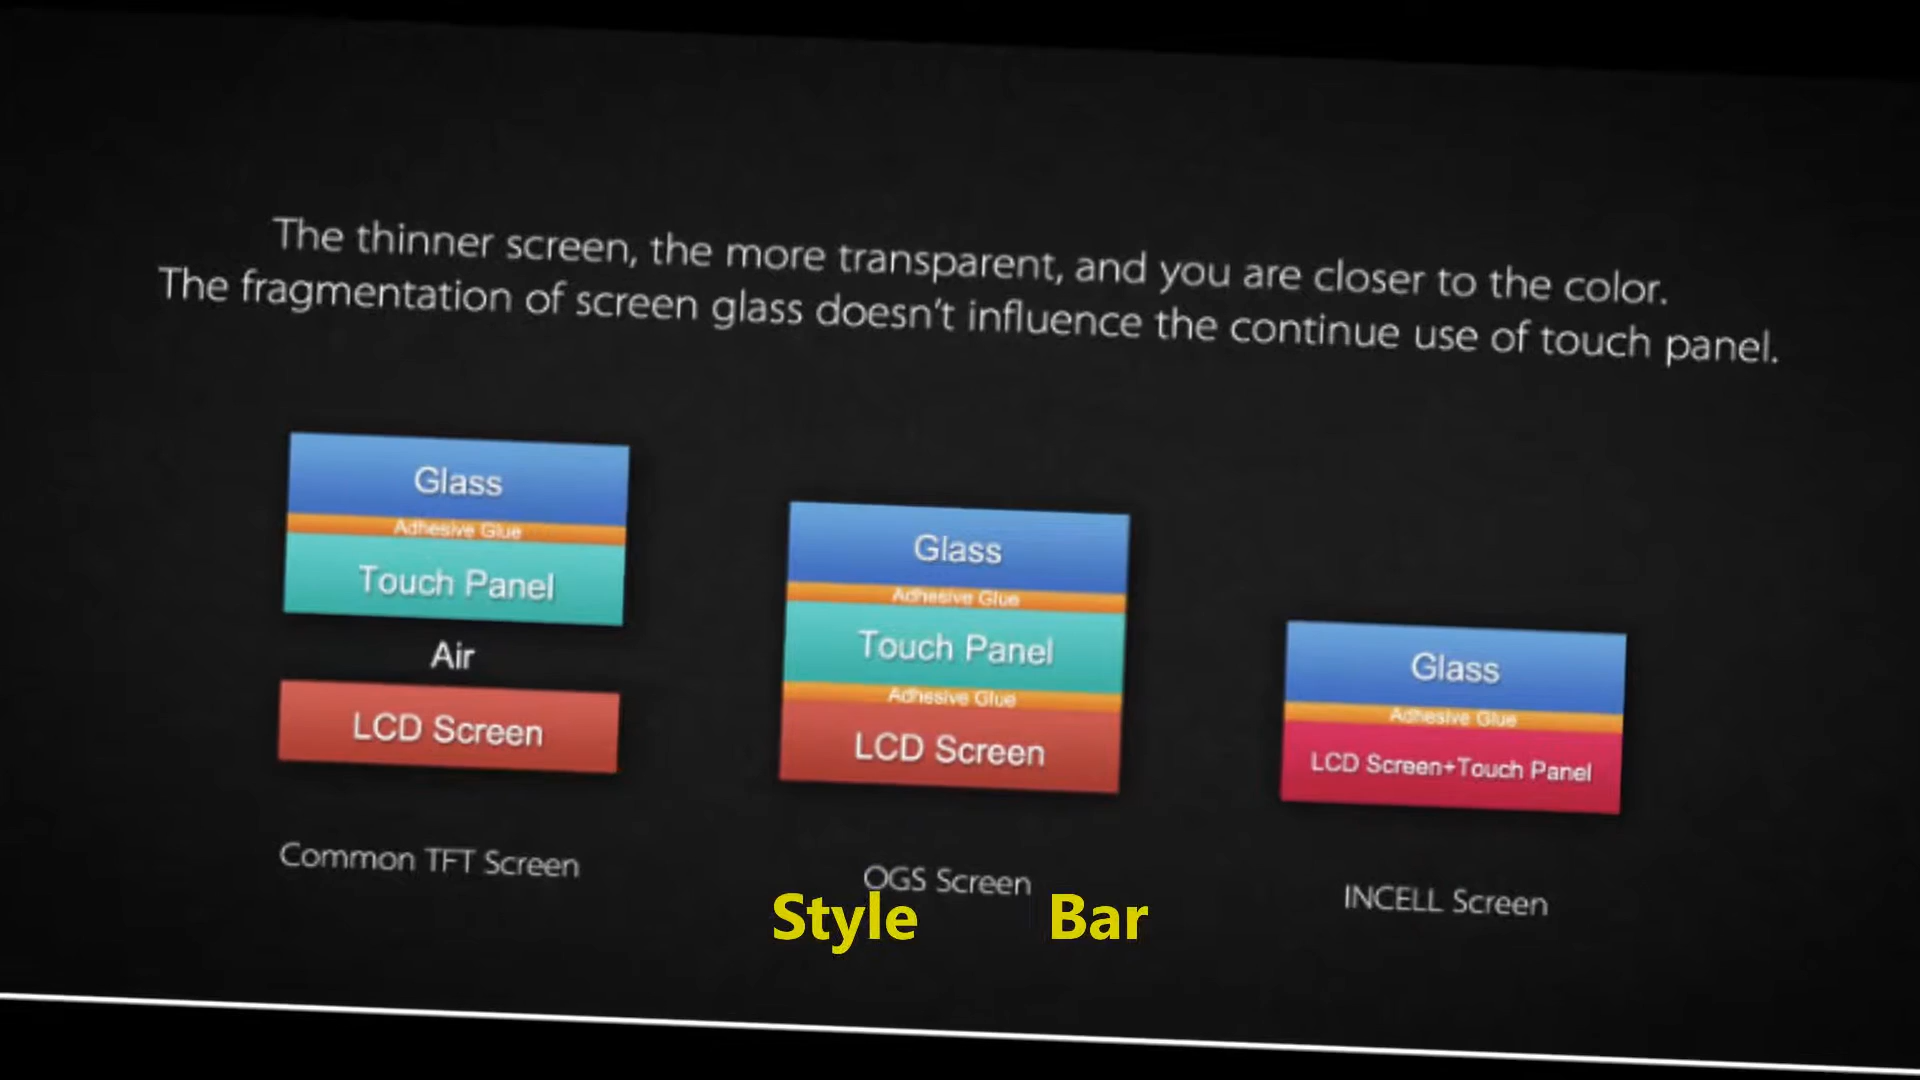 The thinner screen, the more transparent, and you are closer to the color.
The fragmentation of screen glass doesn't influence the continue use of touch panel.
Glass
Adhesive Glue
Touch Panel
Air
LCD Screen
Common TFT Screen
Glass
Adhesive Glue
Touch Panel
Adhesive Glue
LCD Screen
OGS Screen
Glass
Adhesive Glue
LCD Screen+Touch Panel
INCELL Screen
Style Bar